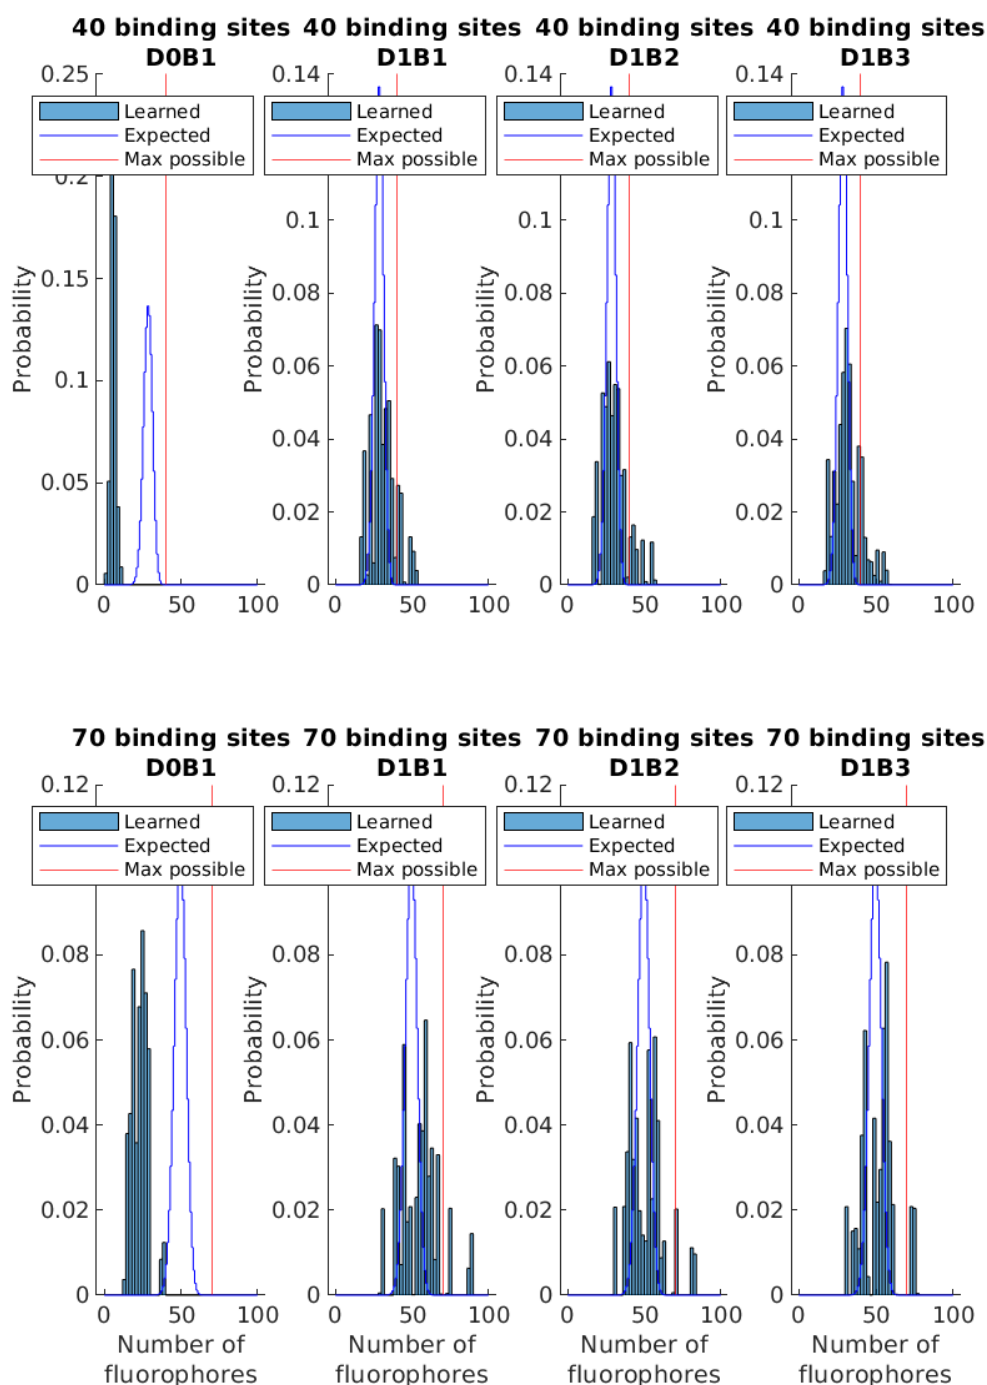 40 binding sites
D0B1
0.25
Learned
Expected
Max possible
0.2
0.15
0.1
0.05
0
Probability
0 50 100
40 binding sites
D1B1
0.14
Learned
Expected
Max possible
0.1
0.08
0.06
0.04
0.02
0
Probability
0 50 100
40 binding sites
D1B2
0.14
Learned
Expected
Max possible
0.1
0.08
0.06
0.04
0.02
0
Probability
0 50 100
40 binding sites
D1B3
0.14
Learned
Expected
Max possible
0.1
0.08
0.06
0.04
0.02
0
Probability
0 50 100
70 binding sites
D0B1
0.12
Learned
Expected
Max possible
0.08
0.06
0.04
0.02
0
Probability
0 50 100
Number of
fluorophores
70 binding sites
D1B1
0.12
Learned
Expected
Max possible
0.08
0.06
0.04
0.02
0
Probability
0 50 100
Number of
fluorophores
70 binding sites
D1B2
0.12
Learned
Expected
Max possible
0.08
0.06
0.04
0.02
0
Probability
0 50 100
Number of
fluorophores
70 binding sites
D1B3
0.12
Learned
Expected
Max possible
0.08
0.06
0.04
0.02
0
Probability
0 50 100
Number of
fluorophores